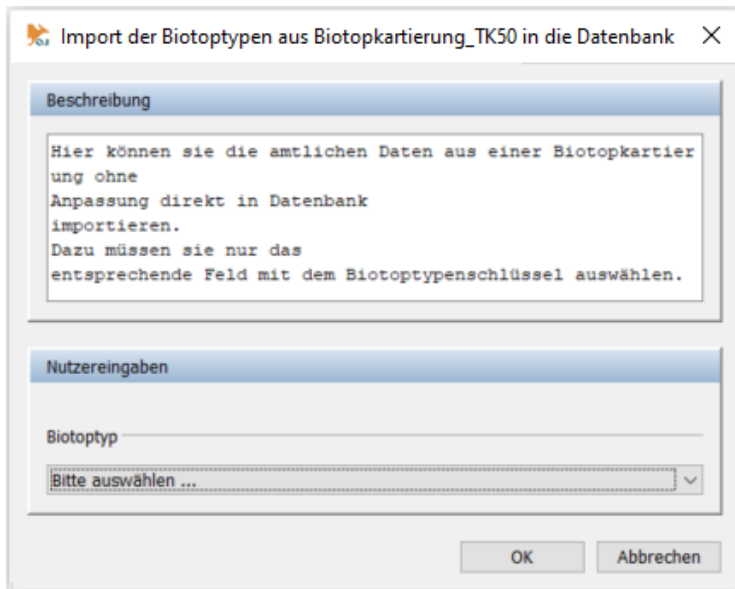 Import der Biotoptypen aus Biotopkartierung_TK50 in die Datenbank
Beschreibung
Hier können sie die amtlichen Daten aus einer Biotopkartier
ung ohne
Anpassung direkt in Datenbank
importieren.
Dazu müssen sie nur das
entsprechende Feld mit dem Biotoptypenschlüssel auswählen.
Nutzereingaben
Biotoptyp
Bitte auswählen ...
OK Abbrechen